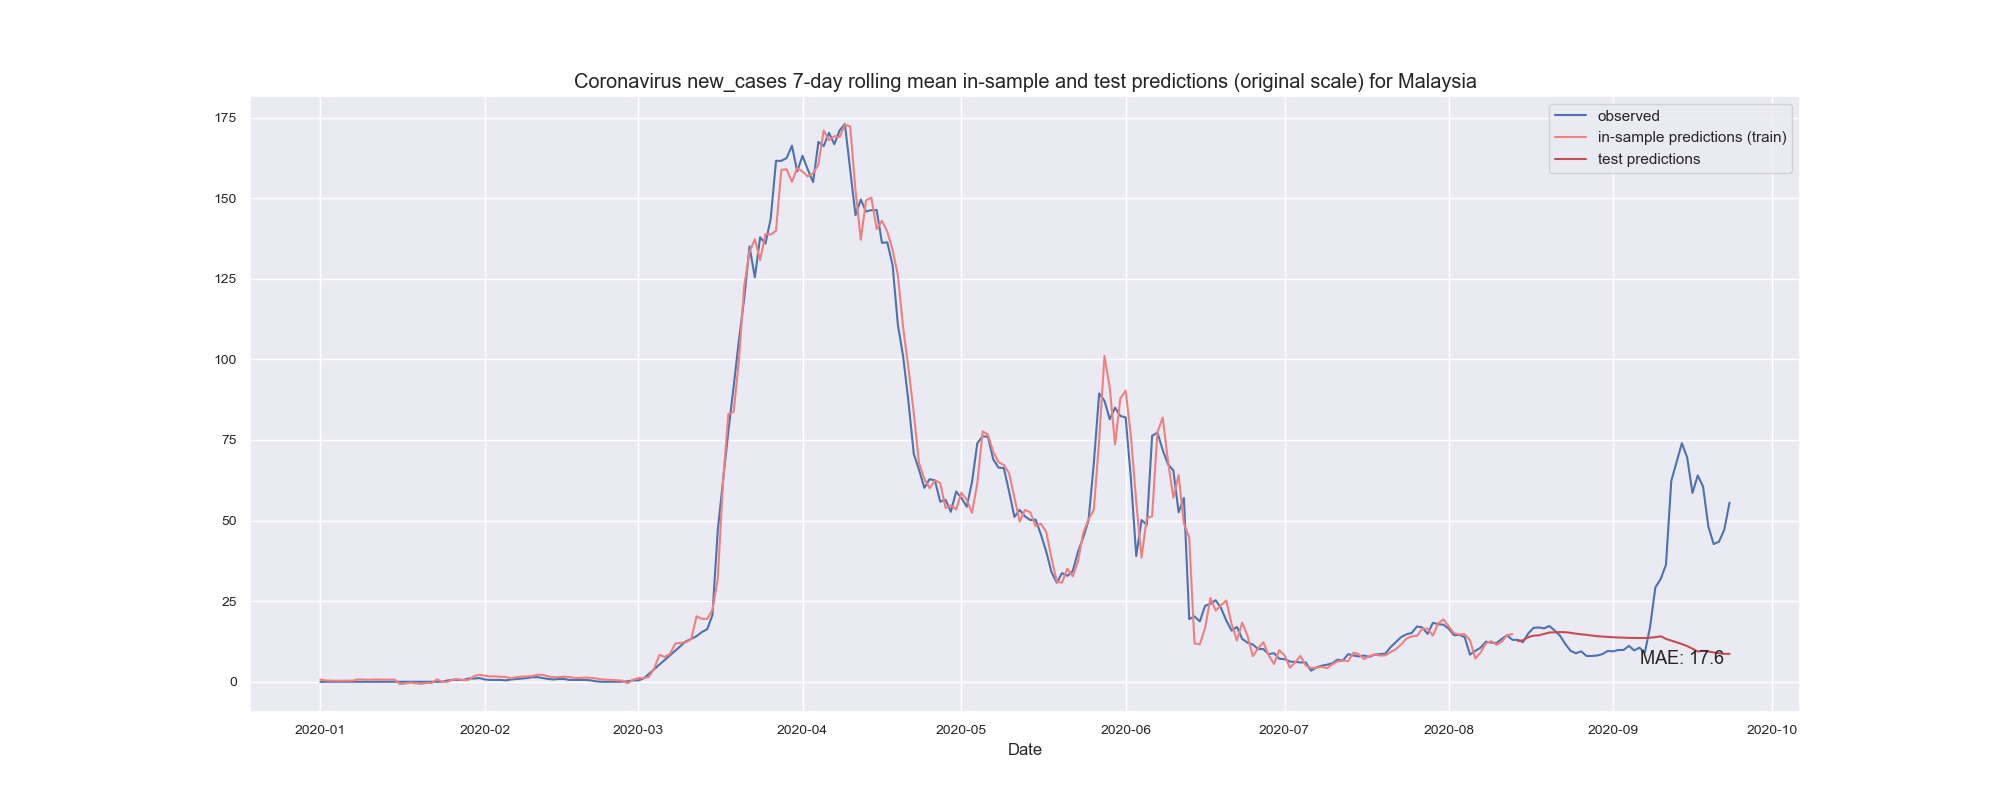 Coronavirus new_cases 7-day rolling mean in-sample and test predictions (original scale) for Malaysia
observed
in-sample predictions (train)
test predictions
175
150
125
100
75
50
25
0
MAE: 17.6
2020-01 2020-02 2020-03 2020-04 2020-05 2020-06 2020-07 2020-08 2020-09 2020-10
Date